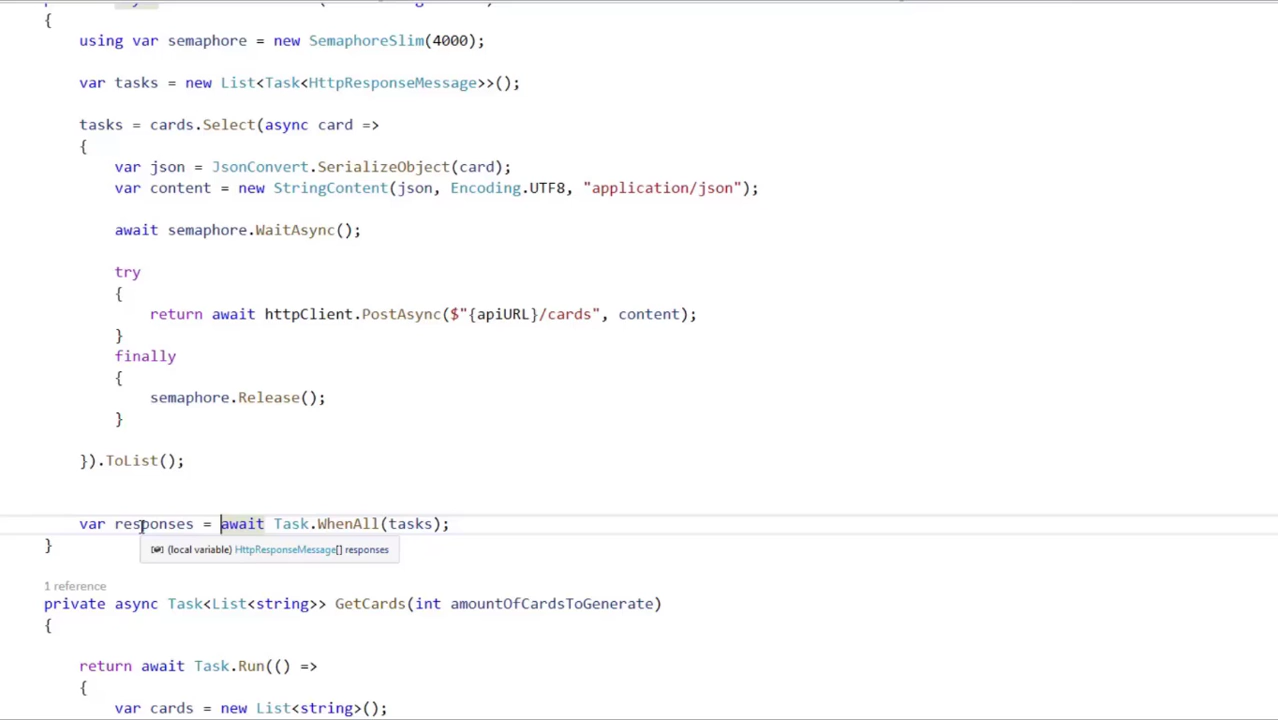 {
using var semaphore = new SemaphoreSlim(4000);
var tasks = new List<Task<HttpResponseMessage>>();
tasks = cards.Select(async card =>
{
var json = JsonConvert.SerializeObject(card);
var content = new StringContent(json, Encoding.UTF8, "application/json");
await semaphore.WaitAsync();
try
{
return await httpClient.PostAsync($"{apiURL}/cards", content);
}
finally
{
semaphore.Release();
}
}).ToList();
var responses = await Task.WhenAll(tasks);
}
(local variable) HttpResponseMessage[] responses
1 reference
private async Task<List<string>> GetCards(int amountOfCardsToGenerate)
{
return await Task.Run(() =>
{
var cards = new List<string>();